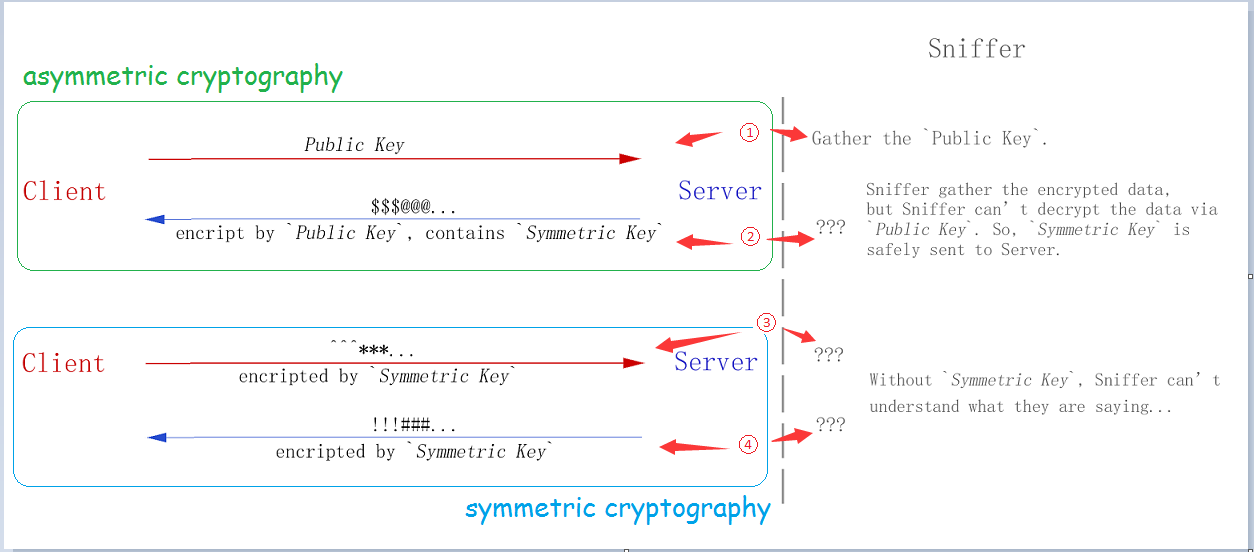 Sniffer
asymmetric cryptography
Public Key
①
Gather the `Public Key`.
Client
Server
$$$@@@...
encript by `Public Key`, contains `Symmetric Key`
②
???
Sniffer gather the encrypted data,
but Sniffer can't decrypt the data via
`Public Key`. So, `Symmetric Key` is
safely sent to Server.
③
^^^***...
Client
Server
???
encripted by `Symmetric Key`
Without `Symmetric Key`, Sniffer can't
understand what they are saying...
!!!###...
???
④
encripted by `Symmetric Key`
symmetric cryptography